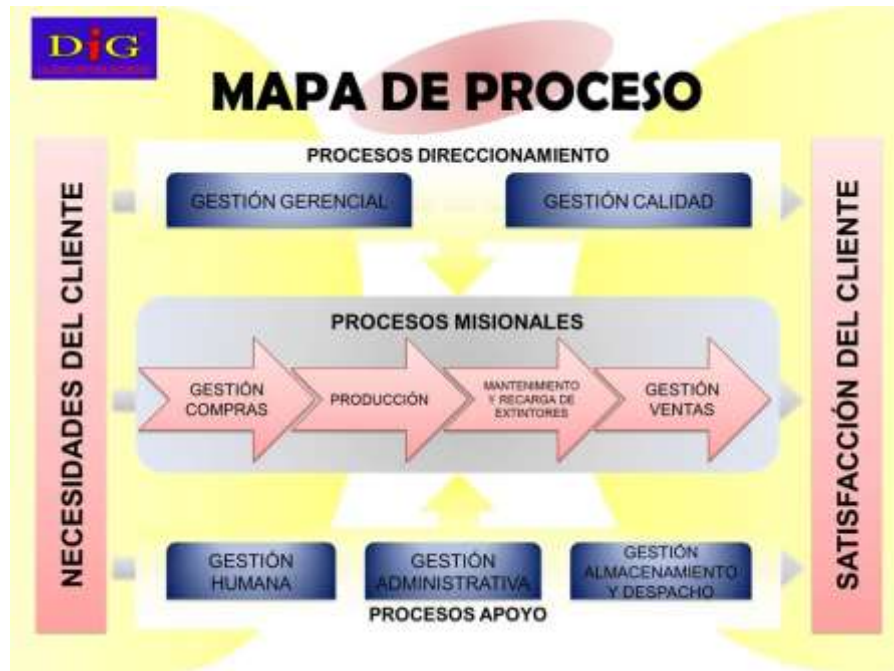 DiG
MAPA DE PROCESO
NECESIDADES DEL CLIENTE
PROCESOS DIRECCIONAMIENTO
GESTIÓN GERENCIAL
GESTIÓN CALIDAD
PROCESOS MISIONALES
GESTIÓN
COMPRAS
PRODUCCIÓN
MANTENIMIENTO
Y RECARGA DE
EXTINTORES
GESTIÓN
VENTAS
GESTIÓN
HUMANA
GESTIÓN
ADMINISTRATIVA
GESTIÓN
ALMACENAMIENTO
Y DESPACHO
PROCESOS APOYO
SATISFACCIÓN DEL CLIENTE